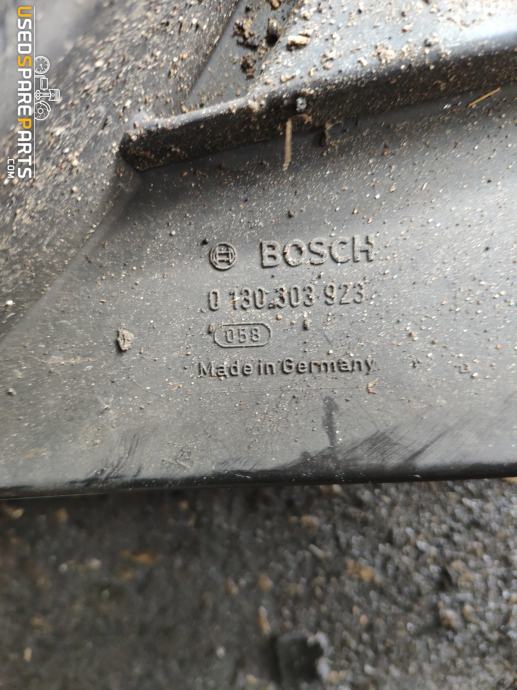 USEDSPAREPARTS.COM
BOSCH
0 130 303 923
058
Made in Germany